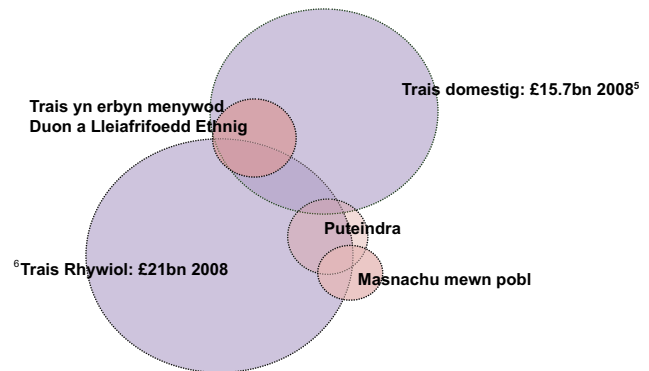 Trais domestig: £15.7bn 2008⁵
Trais yn erbyn menywod
Duon a Lleiafrifoedd Ethnig
Puteindra
⁶Trais Rhywiol: £21bn 2008
Masnachu mewn pobl